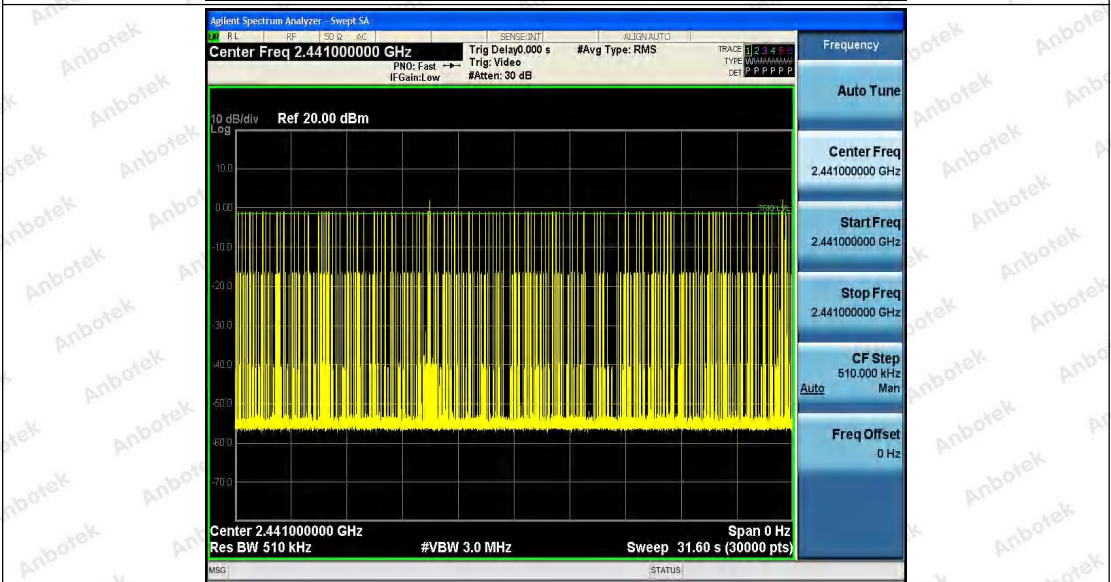 Agilent Spectrum Analyzer - Swept SA
RL RF 50 Ω AC SENSE:INT ALIGNAUTO
Center Freq 2.441000000 GHz
PNO: Fast
IFGain:Low
Trig Delay0.000 s
Trig: Video
#Atten: 30 dB
#Avg Type: RMS
TRACE 1 2 3 4 5 6
TYPE
DET P P P P P P
10 dB/div
Log
Ref 20.00 dBm
10.0
0.00
TRIG LVL
-10.0
-20.0
-30.0
-40.0
-50.0
-60.0
-70.0
Center 2.441000000 GHz
Span 0 Hz
Res BW 510 kHz
#VBW 3.0 MHz
Sweep 31.60 s (30000 pts)
MSG
STATUS
Frequency
Auto Tune
Center Freq
2.441000000 GHz
Start Freq
2.441000000 GHz
Stop Freq
2.441000000 GHz
CF Step
510.000 kHz
Auto Man
Freq Offset
0 Hz
Anbotek